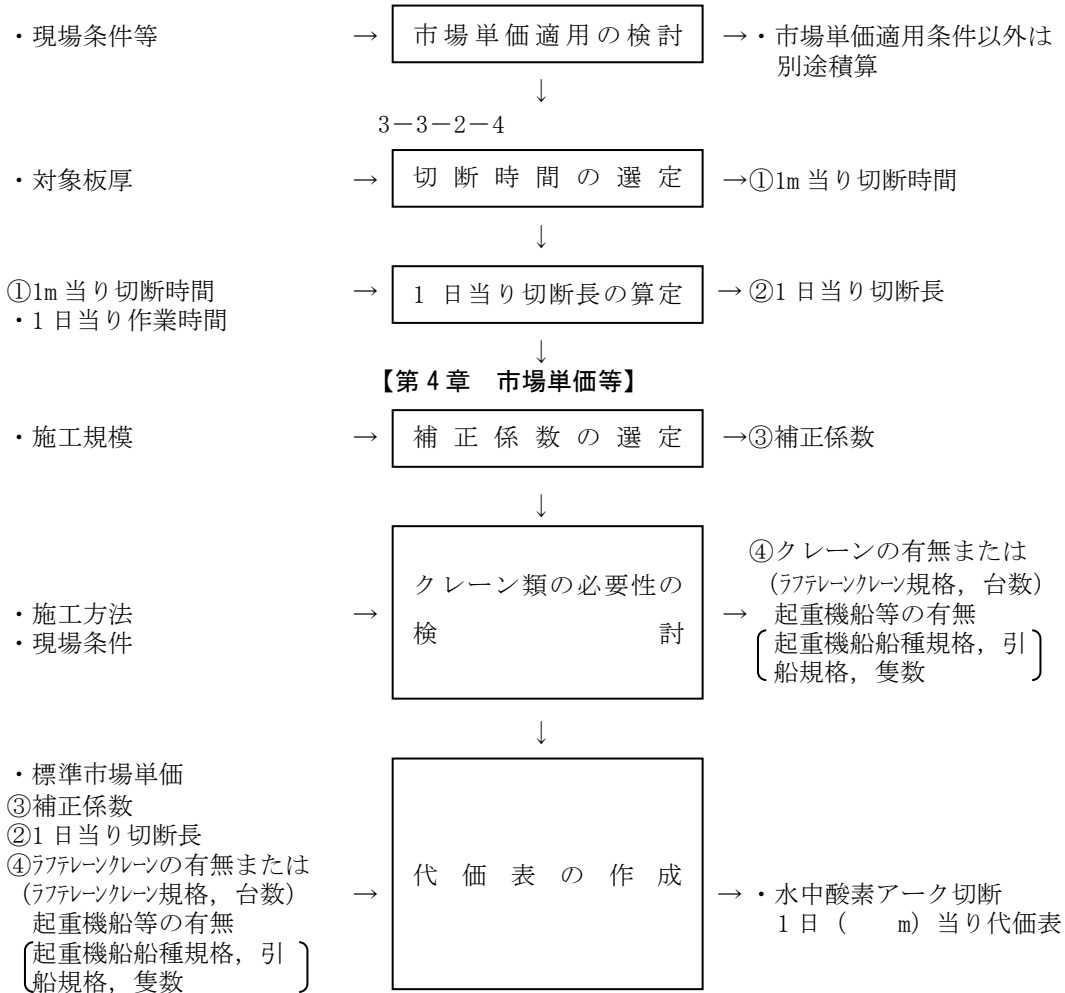 ・現場条件等 → 市場単価適用の検討 →・市場単価適用条件以外は
別途積算
↓
3－3－2－4
・対象板厚 → 切断時間の選定 →①1m当り切断時間
↓
①1m当り切断時間 → 1日当り切断長の算定 →②1日当り切断長
・1日当り作業時間
↓
【第4章　市場単価等】
・施工規模 → 補正係数の選定 →③補正係数
↓
④クレーンの有無または
クレーン類の必要性の (ﾗﾌﾃﾚｰﾝｸﾚｰﾝ規格，台数)
・施工方法 → → 起重機船等の有無
・現場条件 検討 起重機船船種規格，引
船規格，隻数
↓
・標準市場単価
③補正係数
②1日当り切断長
④ﾗﾌﾃﾚｰﾝｸﾚｰﾝの有無または 代価表の作成
(ﾗﾌﾃﾚｰﾝｸﾚｰﾝ規格，台数) → →・水中酸素アーク切断
起重機船等の有無 1日（　　m）当り代価表
起重機船船種規格，引
船規格，隻数